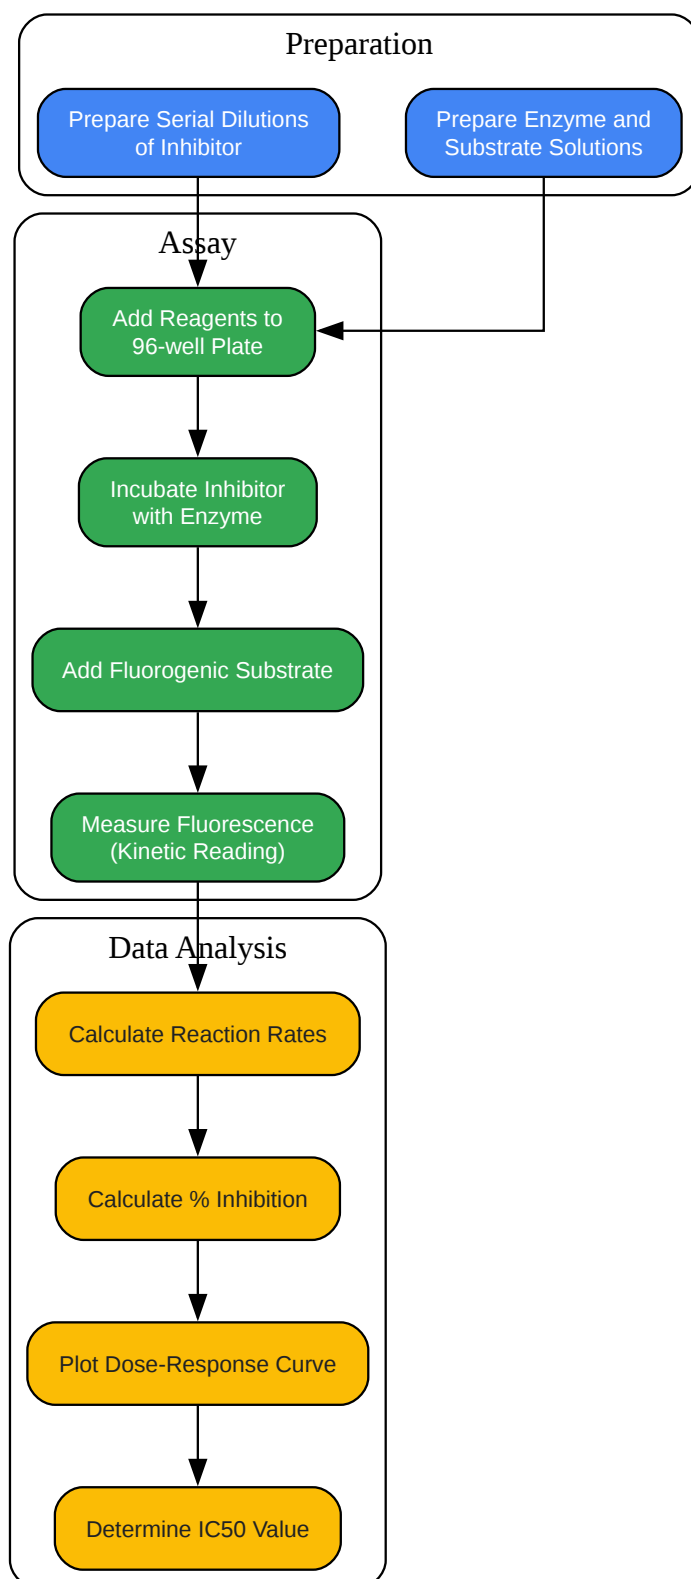 Preparation
Prepare Serial Dilutions
of Inhibitor
Prepare Enzyme and
Substrate Solutions
Assay
Add Reagents to
96-well Plate
Incubate Inhibitor
with Enzyme
Add Fluorogenic Substrate
Measure Fluorescence
(Kinetic Reading)
Data Analysis
Calculate Reaction Rates
Calculate % Inhibition
Plot Dose-Response Curve
Determine IC50 Value